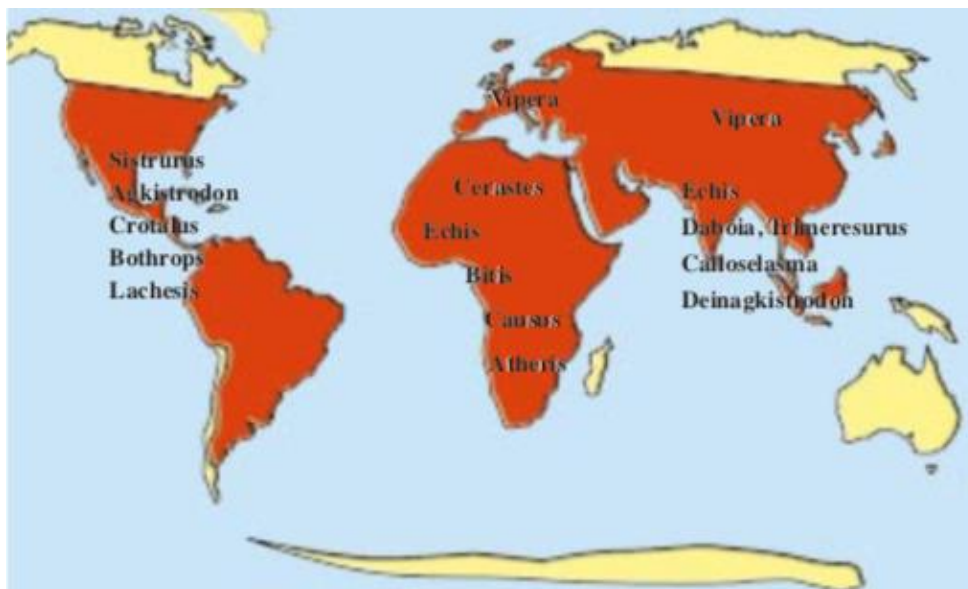 Vipera
Vipera
Sistrurus
Agkistrodon
Crotalus
Bothrops
Lachesis
Cerastes
Echis
Bitis
Causus
Atheris
Echis
Daboia, Trimeresurus
Calloselasma
Deinagkistrodon